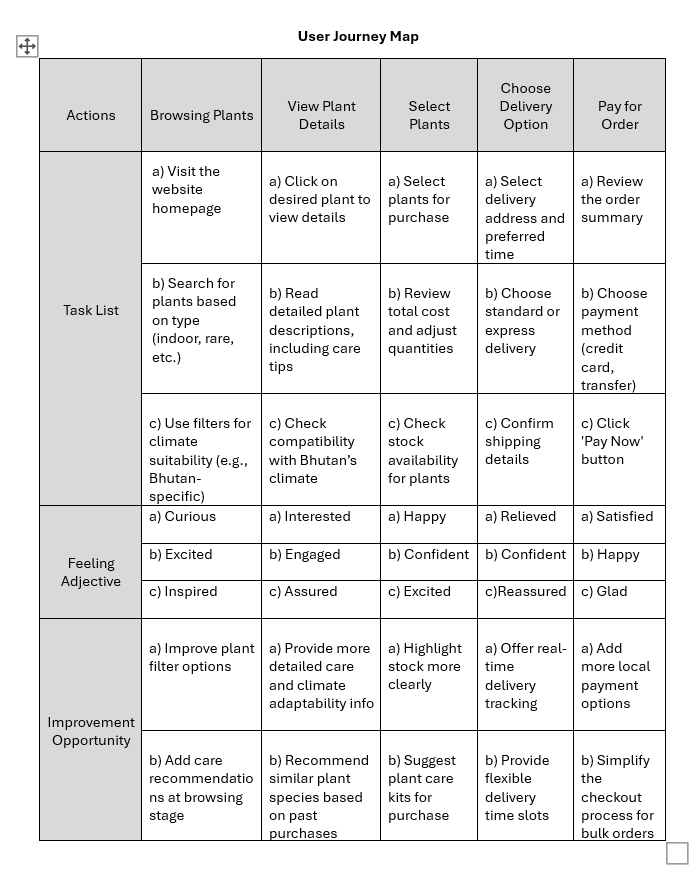 User Journey Map
Actions
Browsing Plants
View Plant
Details
Select
Plants
Choose
Delivery
Option
Pay for
Order
Task List
a) Visit the
website
homepage
a) Click on
desired plant to
view details
a) Select
plants for
purchase
a) Select
delivery
address and
preferred
time
a) Review
the order
summary
b) Search for
plants based
on type
(indoor, rare,
etc.)
b) Read
detailed plant
descriptions,
including care
tips
b) Review
total cost
and adjust
quantities
b) Choose
standard or
express
delivery
b) Choose
payment
method
(credit
card,
transfer)
c) Use filters for
climate
suitability (e.g.,
Bhutan-
specific)
c) Check
compatibility
with Bhutan’s
climate
c) Check
stock
availability
for plants
c) Confirm
shipping
details
c) Click
'Pay Now'
button
Feeling
Adjective
a) Curious
a) Interested
a) Happy
a) Relieved
a) Satisfied
b) Excited
b) Engaged
b) Confident
b) Confident
b) Happy
c) Inspired
c) Assured
c) Excited
c)Reassured
c) Glad
Improvement
Opportunity
a) Improve plant
filter options
a) Provide more
detailed care
and climate
adaptability info
a) Highlight
stock more
clearly
a) Offer real-
time
delivery
tracking
a) Add
more local
payment
options
b) Add care
recommendatio
ns at browsing
stage
b) Recommend
similar plant
species based
on past
purchases
b) Suggest
plant care
kits for
purchase
b) Provide
flexible
delivery
time slots
b) Simplify
the
checkout
process for
bulk orders